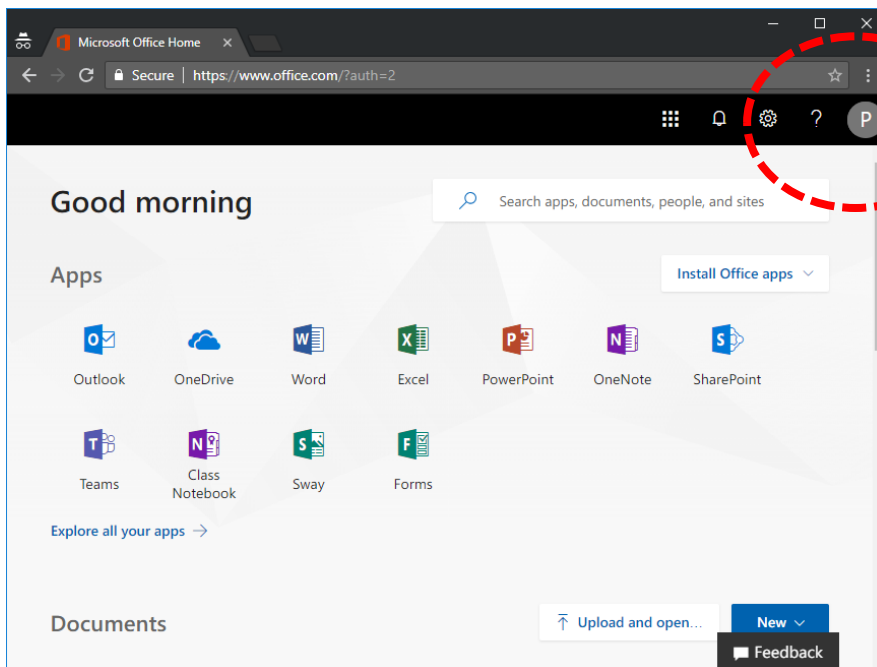 Microsoft Office Home
Secure | https://www.office.com/?auth=2
? P
Good morning
Search apps, documents, people, and sites
Apps
Install Office apps
Outlook OneDrive Word Excel PowerPoint OneNote SharePoint
Teams Class Notebook Sway Forms
Explore all your apps →
Documents
Upload and open... New
Feedback